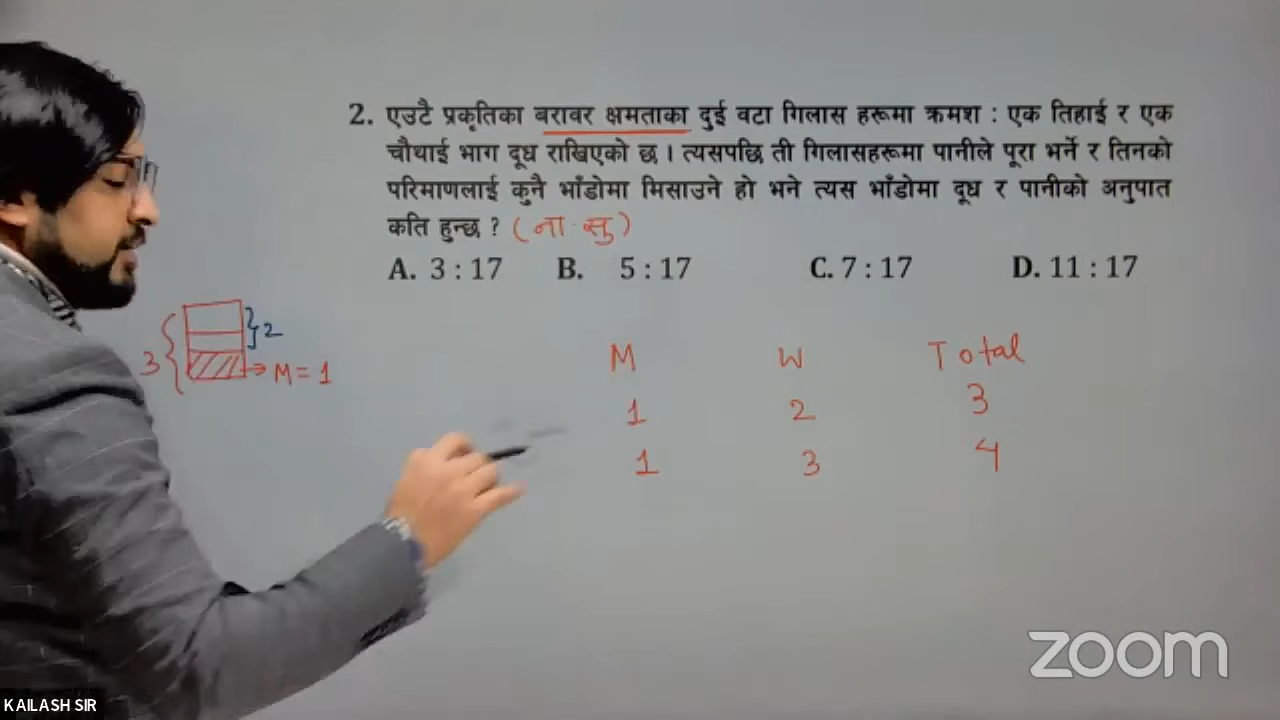 2. एउटै प्रकृतिका बराबर क्षमताका दुई वटा गिलास हरूमा क्रमश : एक तिहाई र एक
चौथाई भाग दूध राखिएको छ । त्यसपछि ती गिलासहरूमा पानीले पूरा भर्ने र तिनको
परिमाणलाई कुनै भाँडोमा मिसाउने हो भने त्यस भाँडोमा दूध र पानीको अनुपात
कति हुन्छ ? (ना. सु)
A. 3 : 17 B. 5 : 17 C. 7 : 17 D. 11 : 17
3 2
M = 1
M W Total
1 2 3
1 3 4
zoom
KAILASH SIR